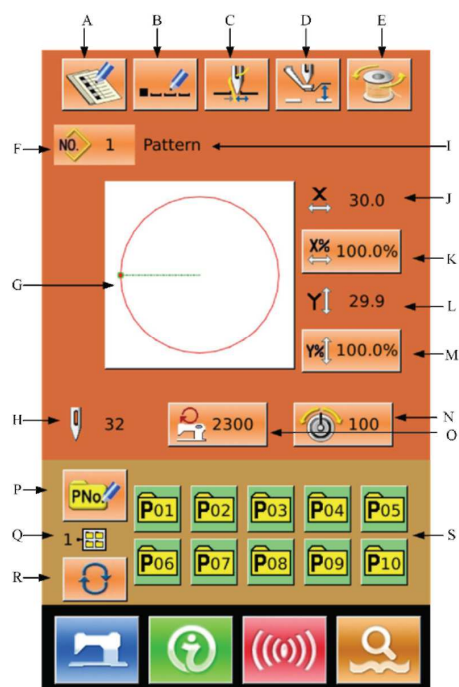 A B C D E
F NO. 1 Pattern I
X 30.0 J
X% 100.0% K
G
Y 29.9 L
Y% 100.0% M
H 32 2300 100 N
O
P PNo. P01 P02 P03 P04 P05
Q 1- S
R P06 P07 P08 P09 P10